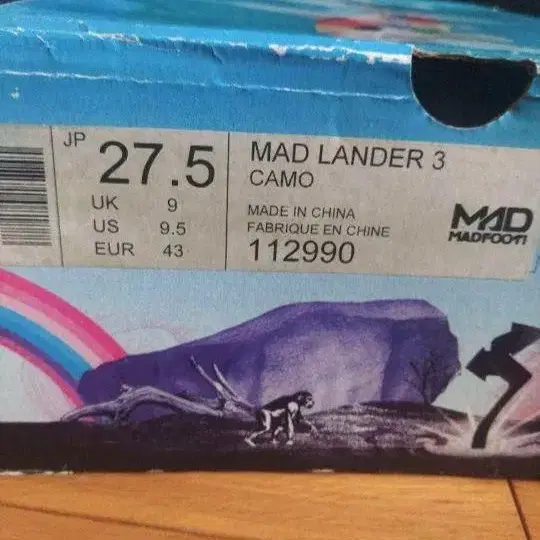 JP 27.5
UK 9
US 9.5
EUR 43
MAD LANDER 3
CAMO
MADE IN CHINA
FABRIQUE EN CHINE
112990
MAD
MADFOOT!